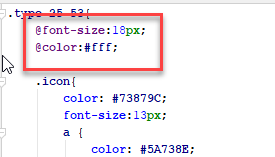 .type-25-53{
@font-size:18px;
@color:#fff;
.icon{
color: #73879C;
font-size:13px;
a {
color: #5A738E;